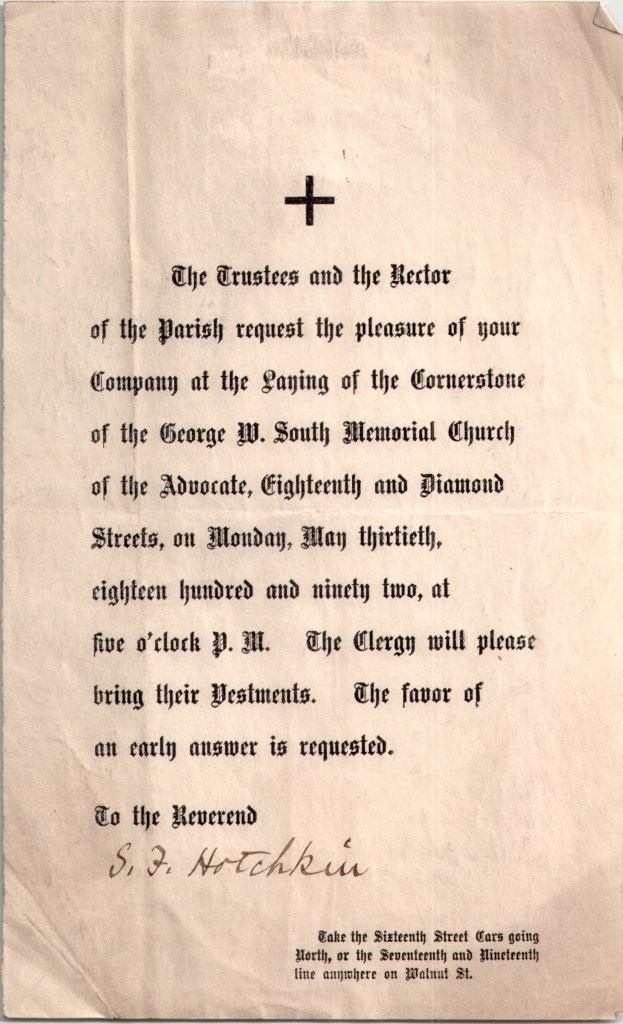 The Trustees and the Rector
of the Parish request the pleasure of your
Company at the Laying of the Cornerstone
of the George W. South Memorial Church
of the Advocate, Eighteenth and Diamond
Streets, on Monday, May thirtieth,
eighteen hundred and ninety two, at
five o'clock P. M. The Clergy will please
bring their Vestments. The favor of
an early answer is requested.
To the Reverend
S. F. Hotchkin
Take the Sixteenth Street Cars going
North, or the Seventeenth and Nineteenth
line anywhere on Walnut St.